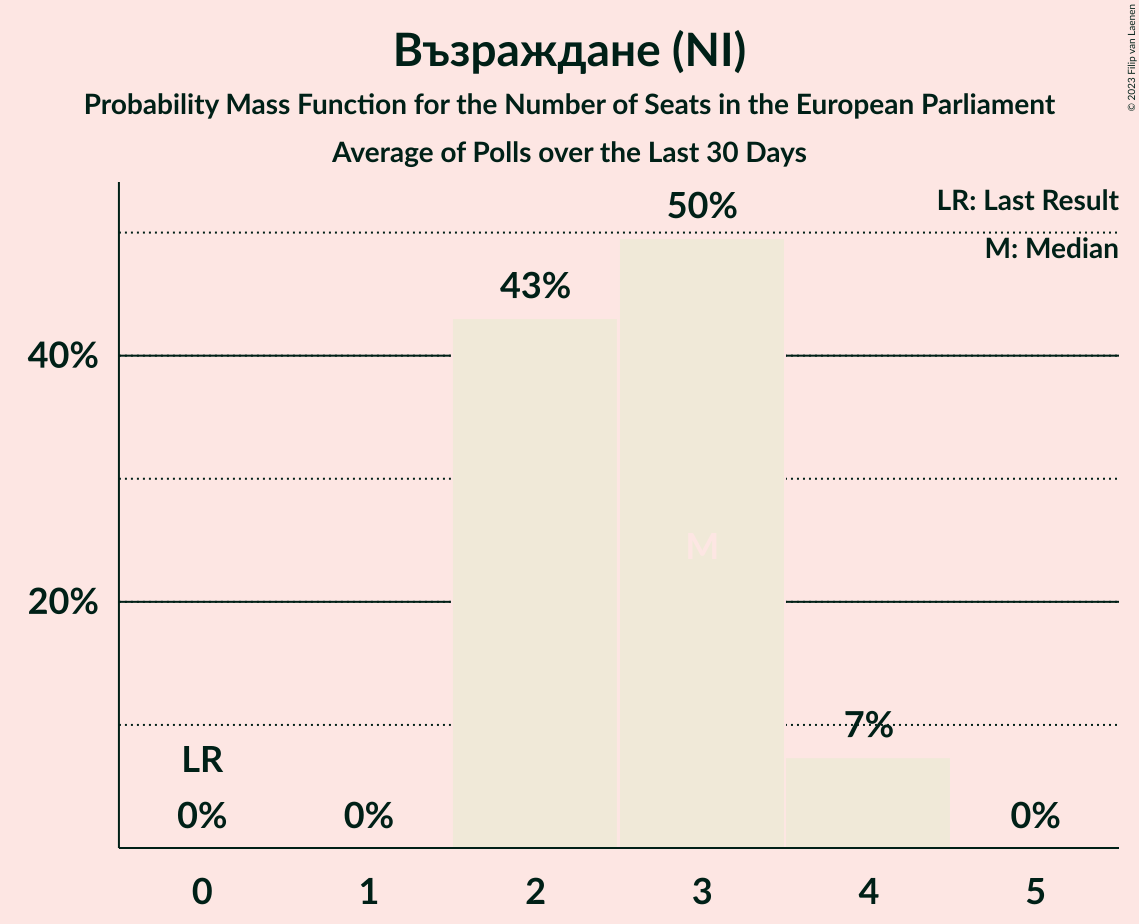 Възраждане (NI)
Probability Mass Function for the Number of Seats in the European Parliament
Average of Polls over the Last 30 Days
© 2023 Filip van Laenen
LR: Last Result
M: Median
50%
43%
40%
M
20%
7%
LR
0%
0%
0%
0
1
2
3
4
5